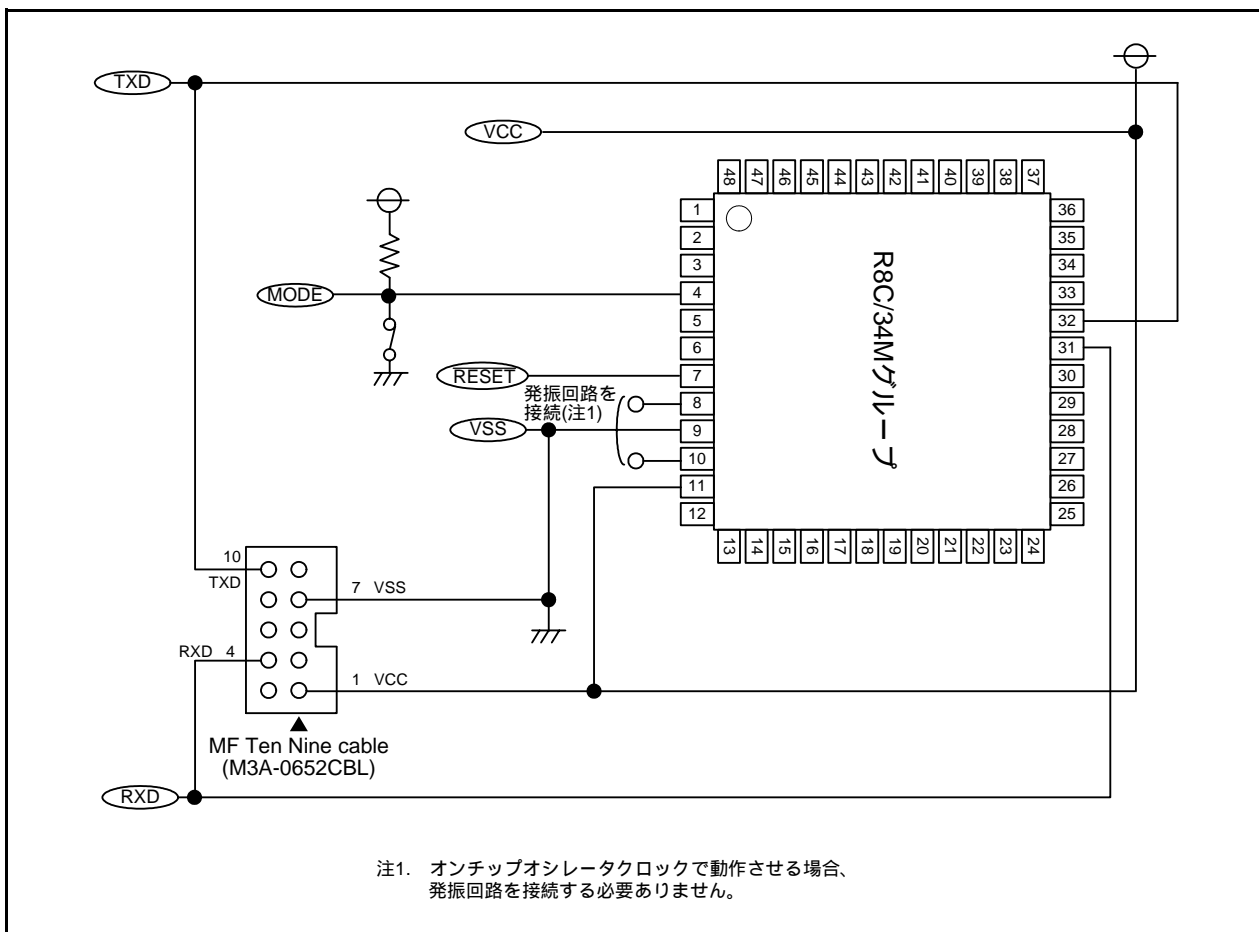 TXD
VCC
48 47 46 45 44 43 42 41 40 39 38 37
1
2
3
4
5
6
7
8
9
10
11
12
36
35
34
33
32
31
30
29
28
27
26
25
R8C/34Mグループ
13 14 15 16 17 18 19 20 21 22 23 24
MODE
RESET
発振回路を
接続(注1)
VSS
10
TXD
7 VSS
RXD 4
1 VCC
MF Ten Nine cable
(M3A-0652CBL)
RXD
注1. オンチップオシレータクロックで動作させる場合、
発振回路を接続する必要ありません。